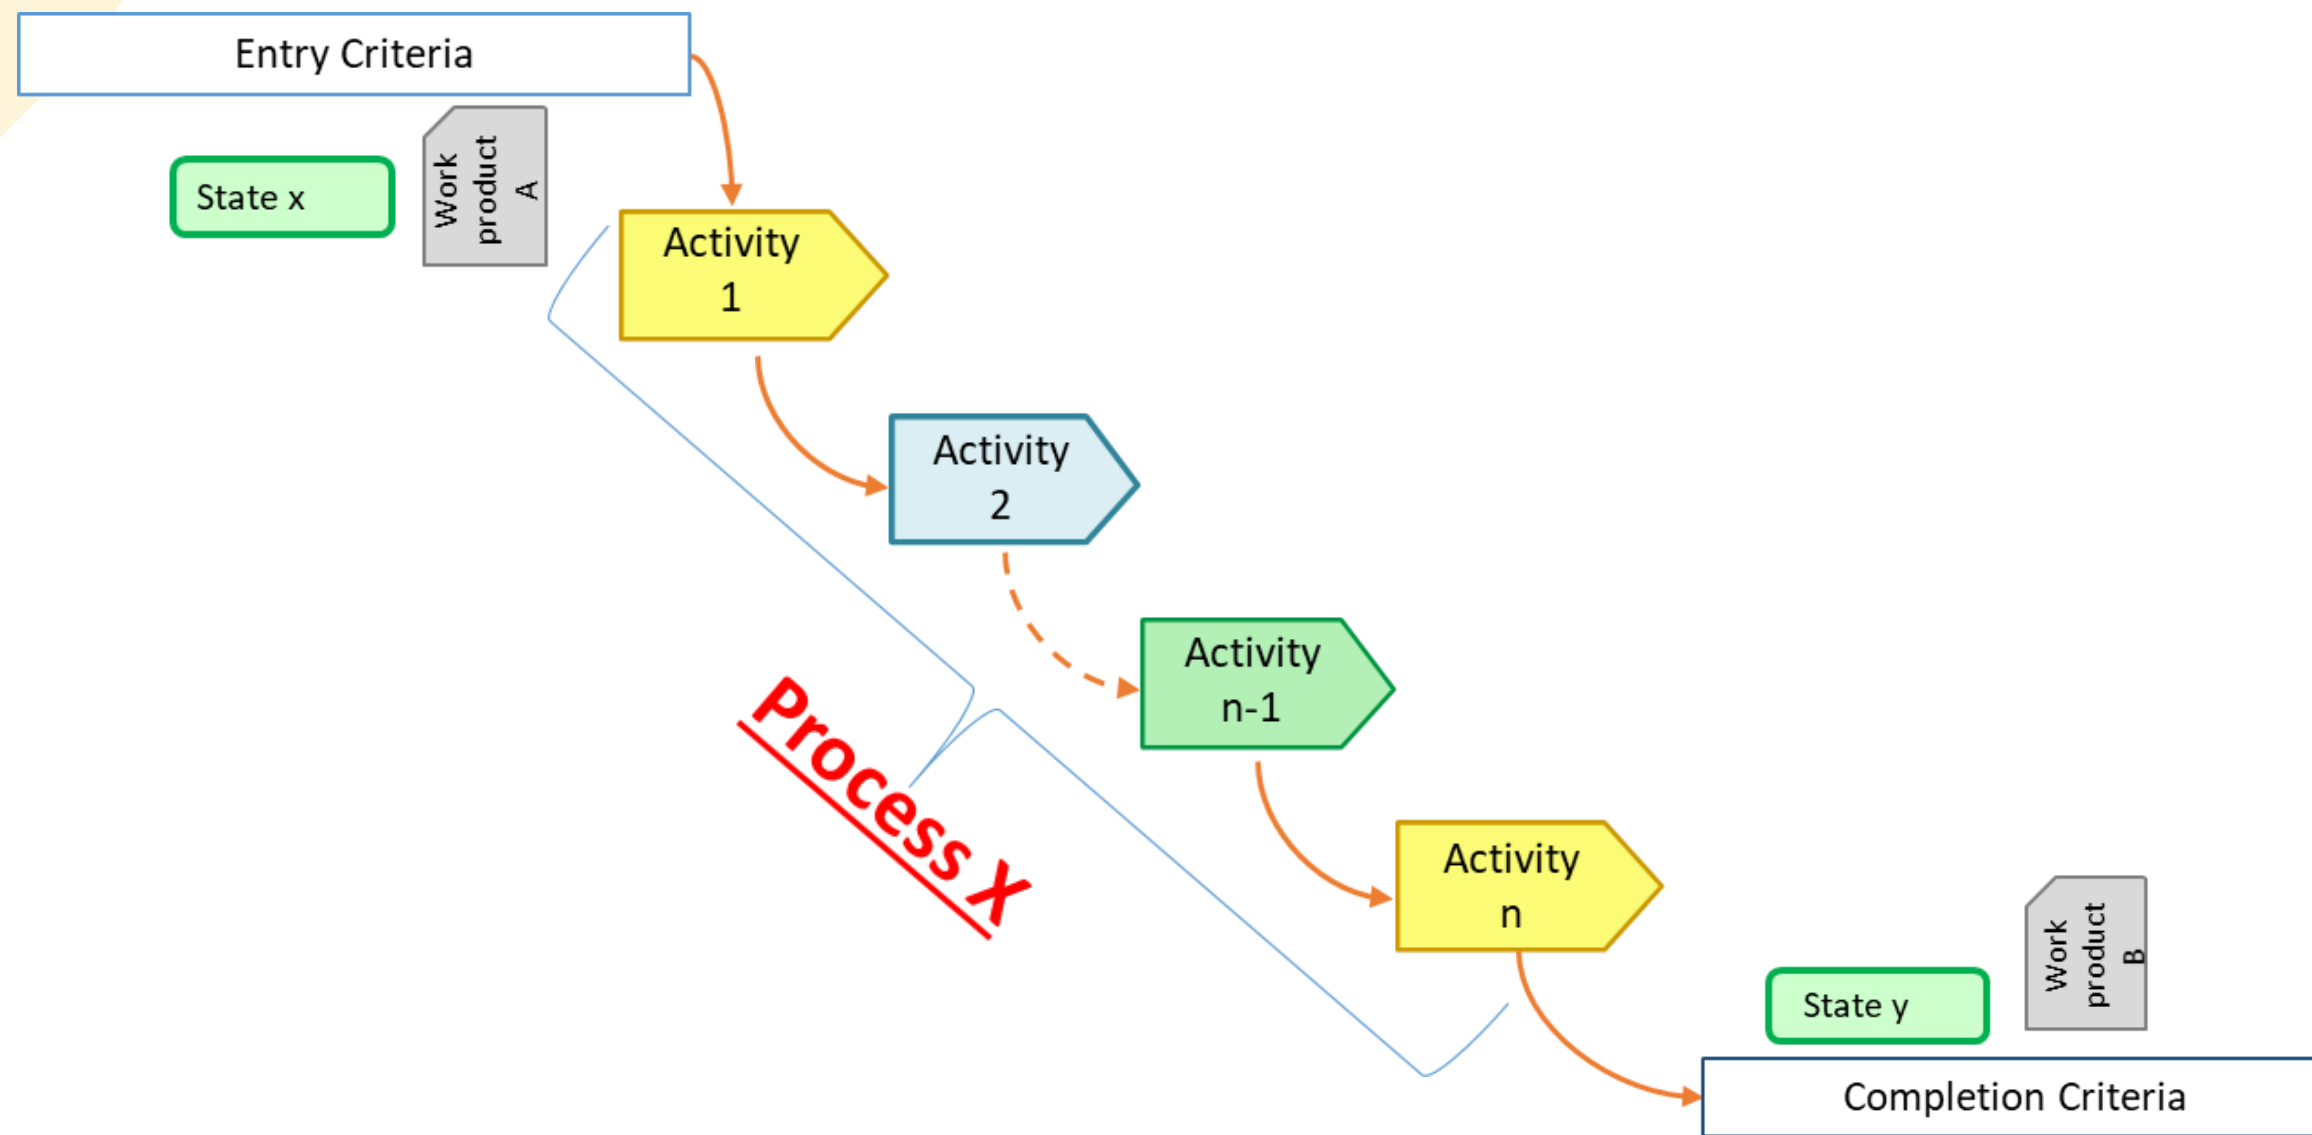 Entry Criteria
State x
Work
product
A
Activity
1
Activity
2
Activity
n-1
Process X
Activity
n
State y
Work
product
B
Completion Criteria